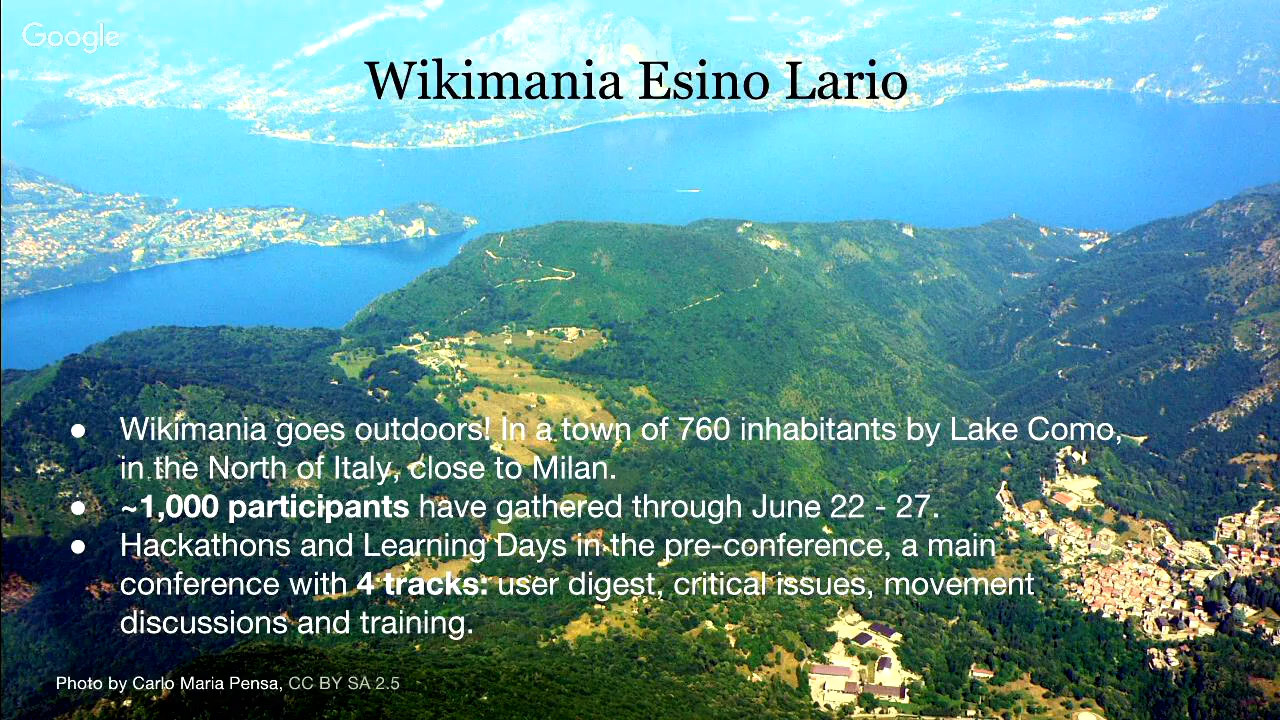 Google
Wikimania Esino Lario
● Wikimania goes outdoors! In a town of 760 inhabitants by Lake Como,
in the North of Italy, close to Milan.
● ~1,000 participants have gathered through June 22 - 27.
● Hackathons and Learning Days in the pre-conference, a main
conference with 4 tracks: user digest, critical issues, movement
discussions and training.
Photo by Carlo Maria Pensa, CC BY SA 2.5